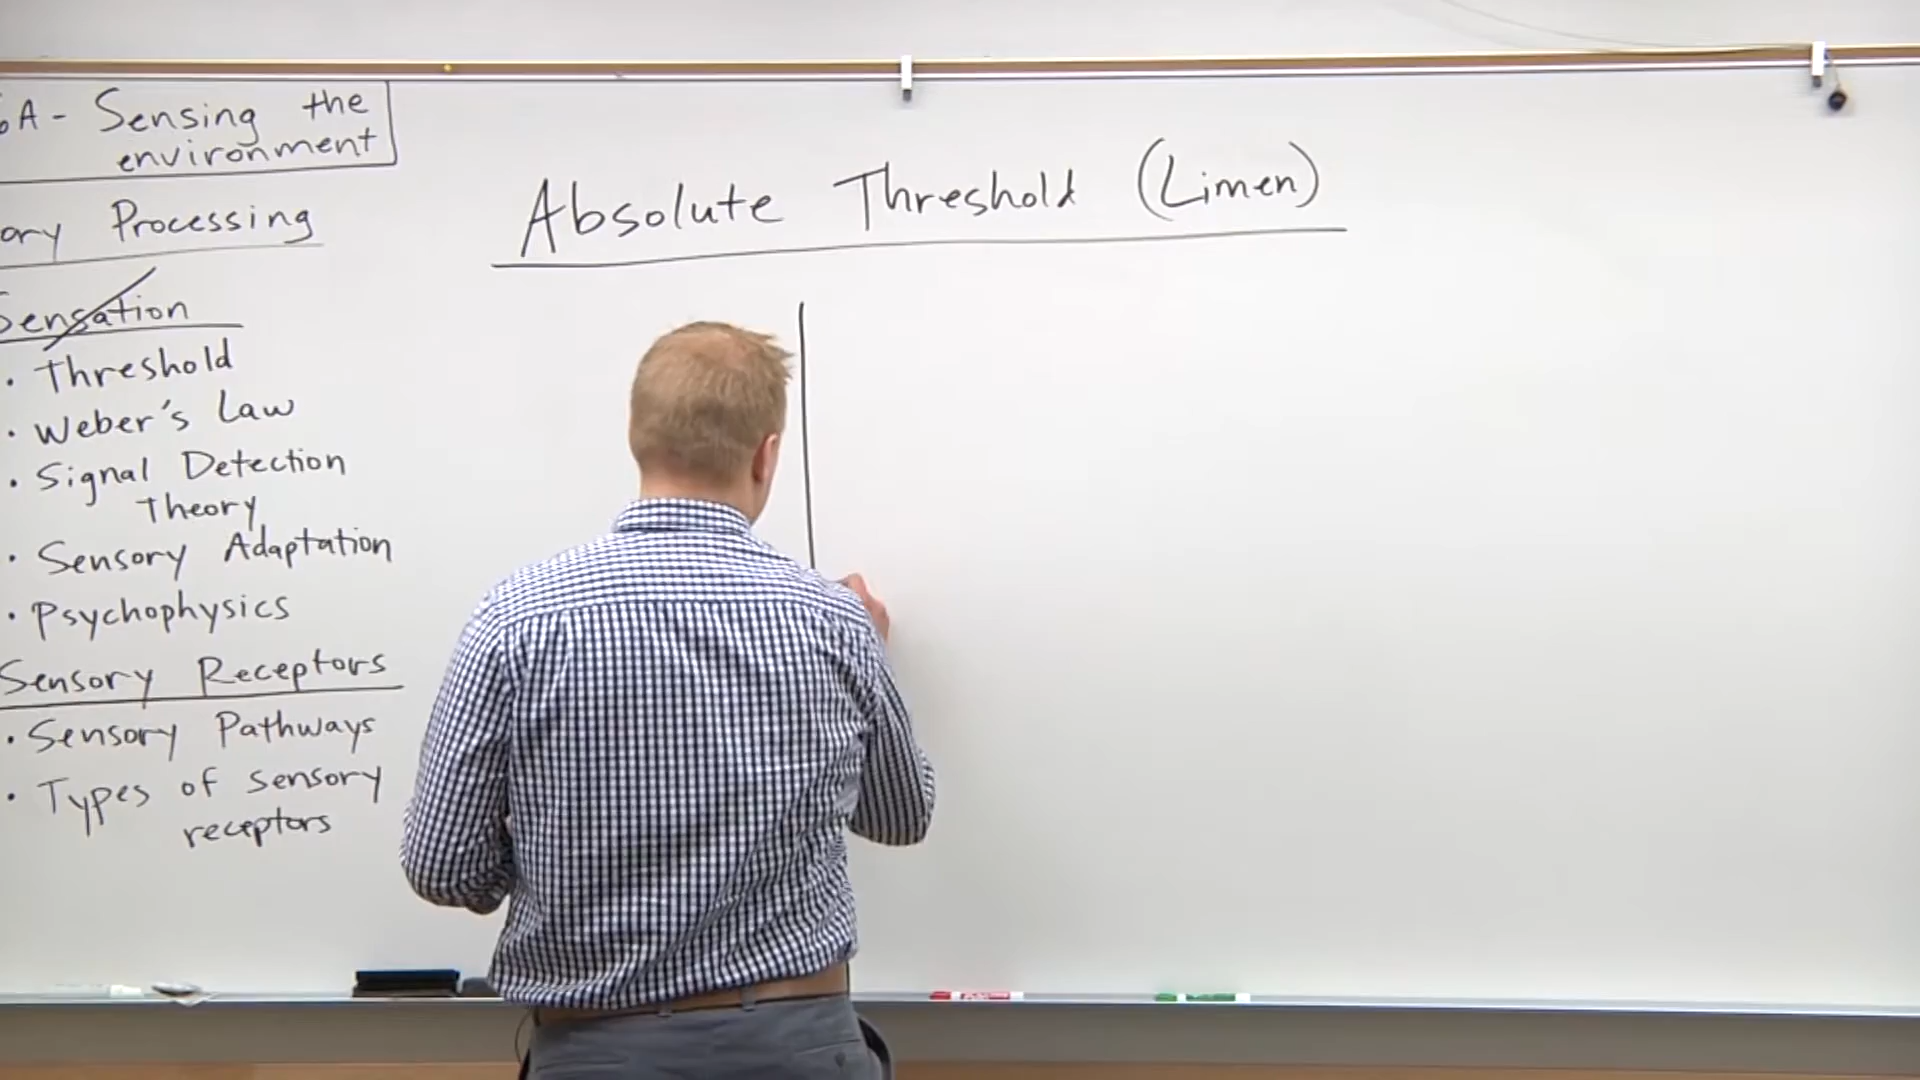 6A - Sensing the
environment
ory Processing
Sensation
• Threshold
• Weber's Law
• Signal Detection
Theory
• Sensory Adaptation
• Psychophysics
Sensory Receptors
• Sensory Pathways
• Types of sensory
receptors
Absolute Threshold (Limen)